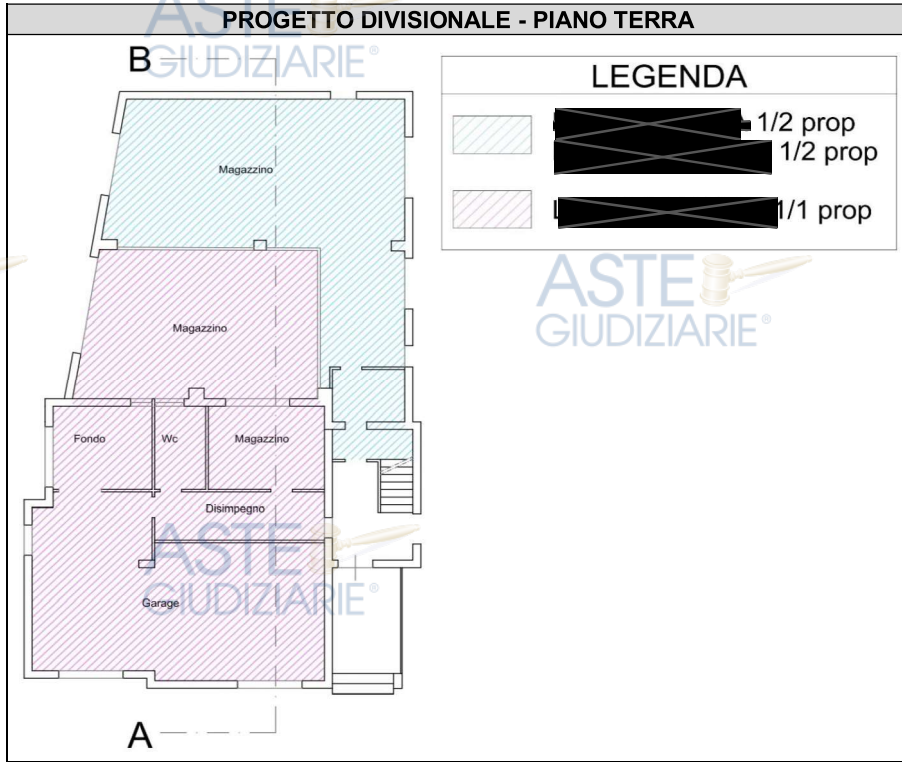 PROGETTO DIVISIONALE - PIANO TERRA
ASTE
GIUDIZIARIE®
B
LEGENDA
1/2 prop
1/2 prop
1/1 prop
Magazzino
ASTE
GIUDIZIARIE®
Magazzino
Fondo
Wc
Magazzino
Disimpegno
ASTE
GIUDIZIARIE®
Garage
A